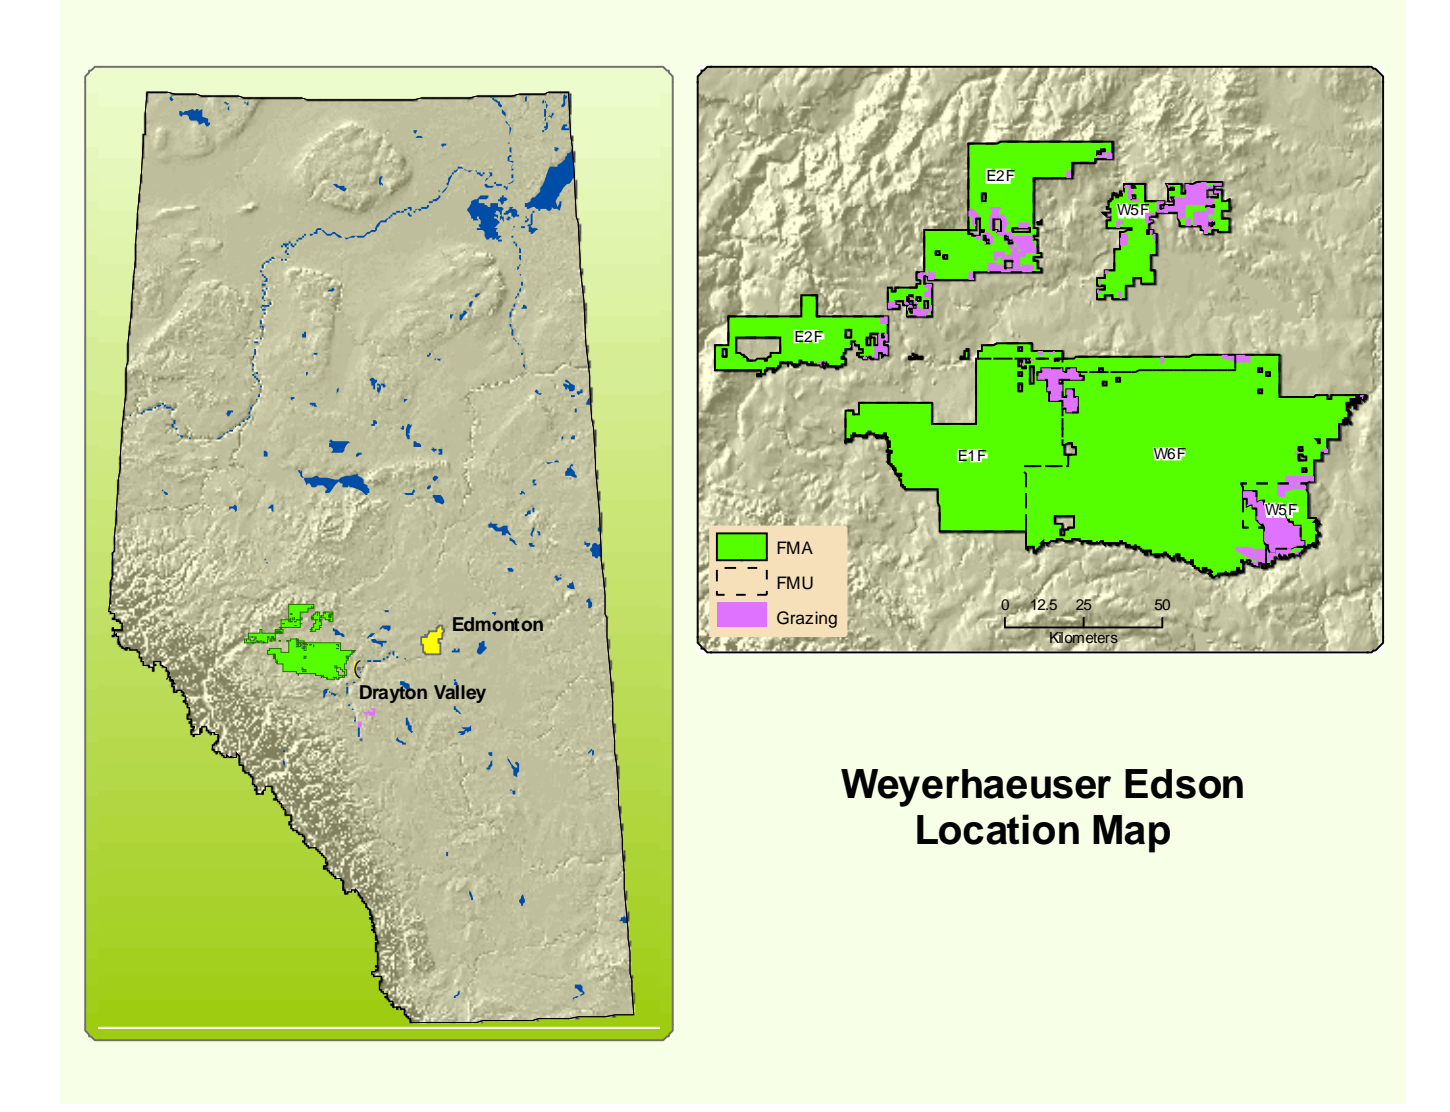 Edmonton
Drayton Valley
E2F
W5F
E2F
E1F
W6F
W5F
FMA
FMU
Grazing
0 12.5 25 50
Kilometers
Weyerhaeuser Edson
Location Map